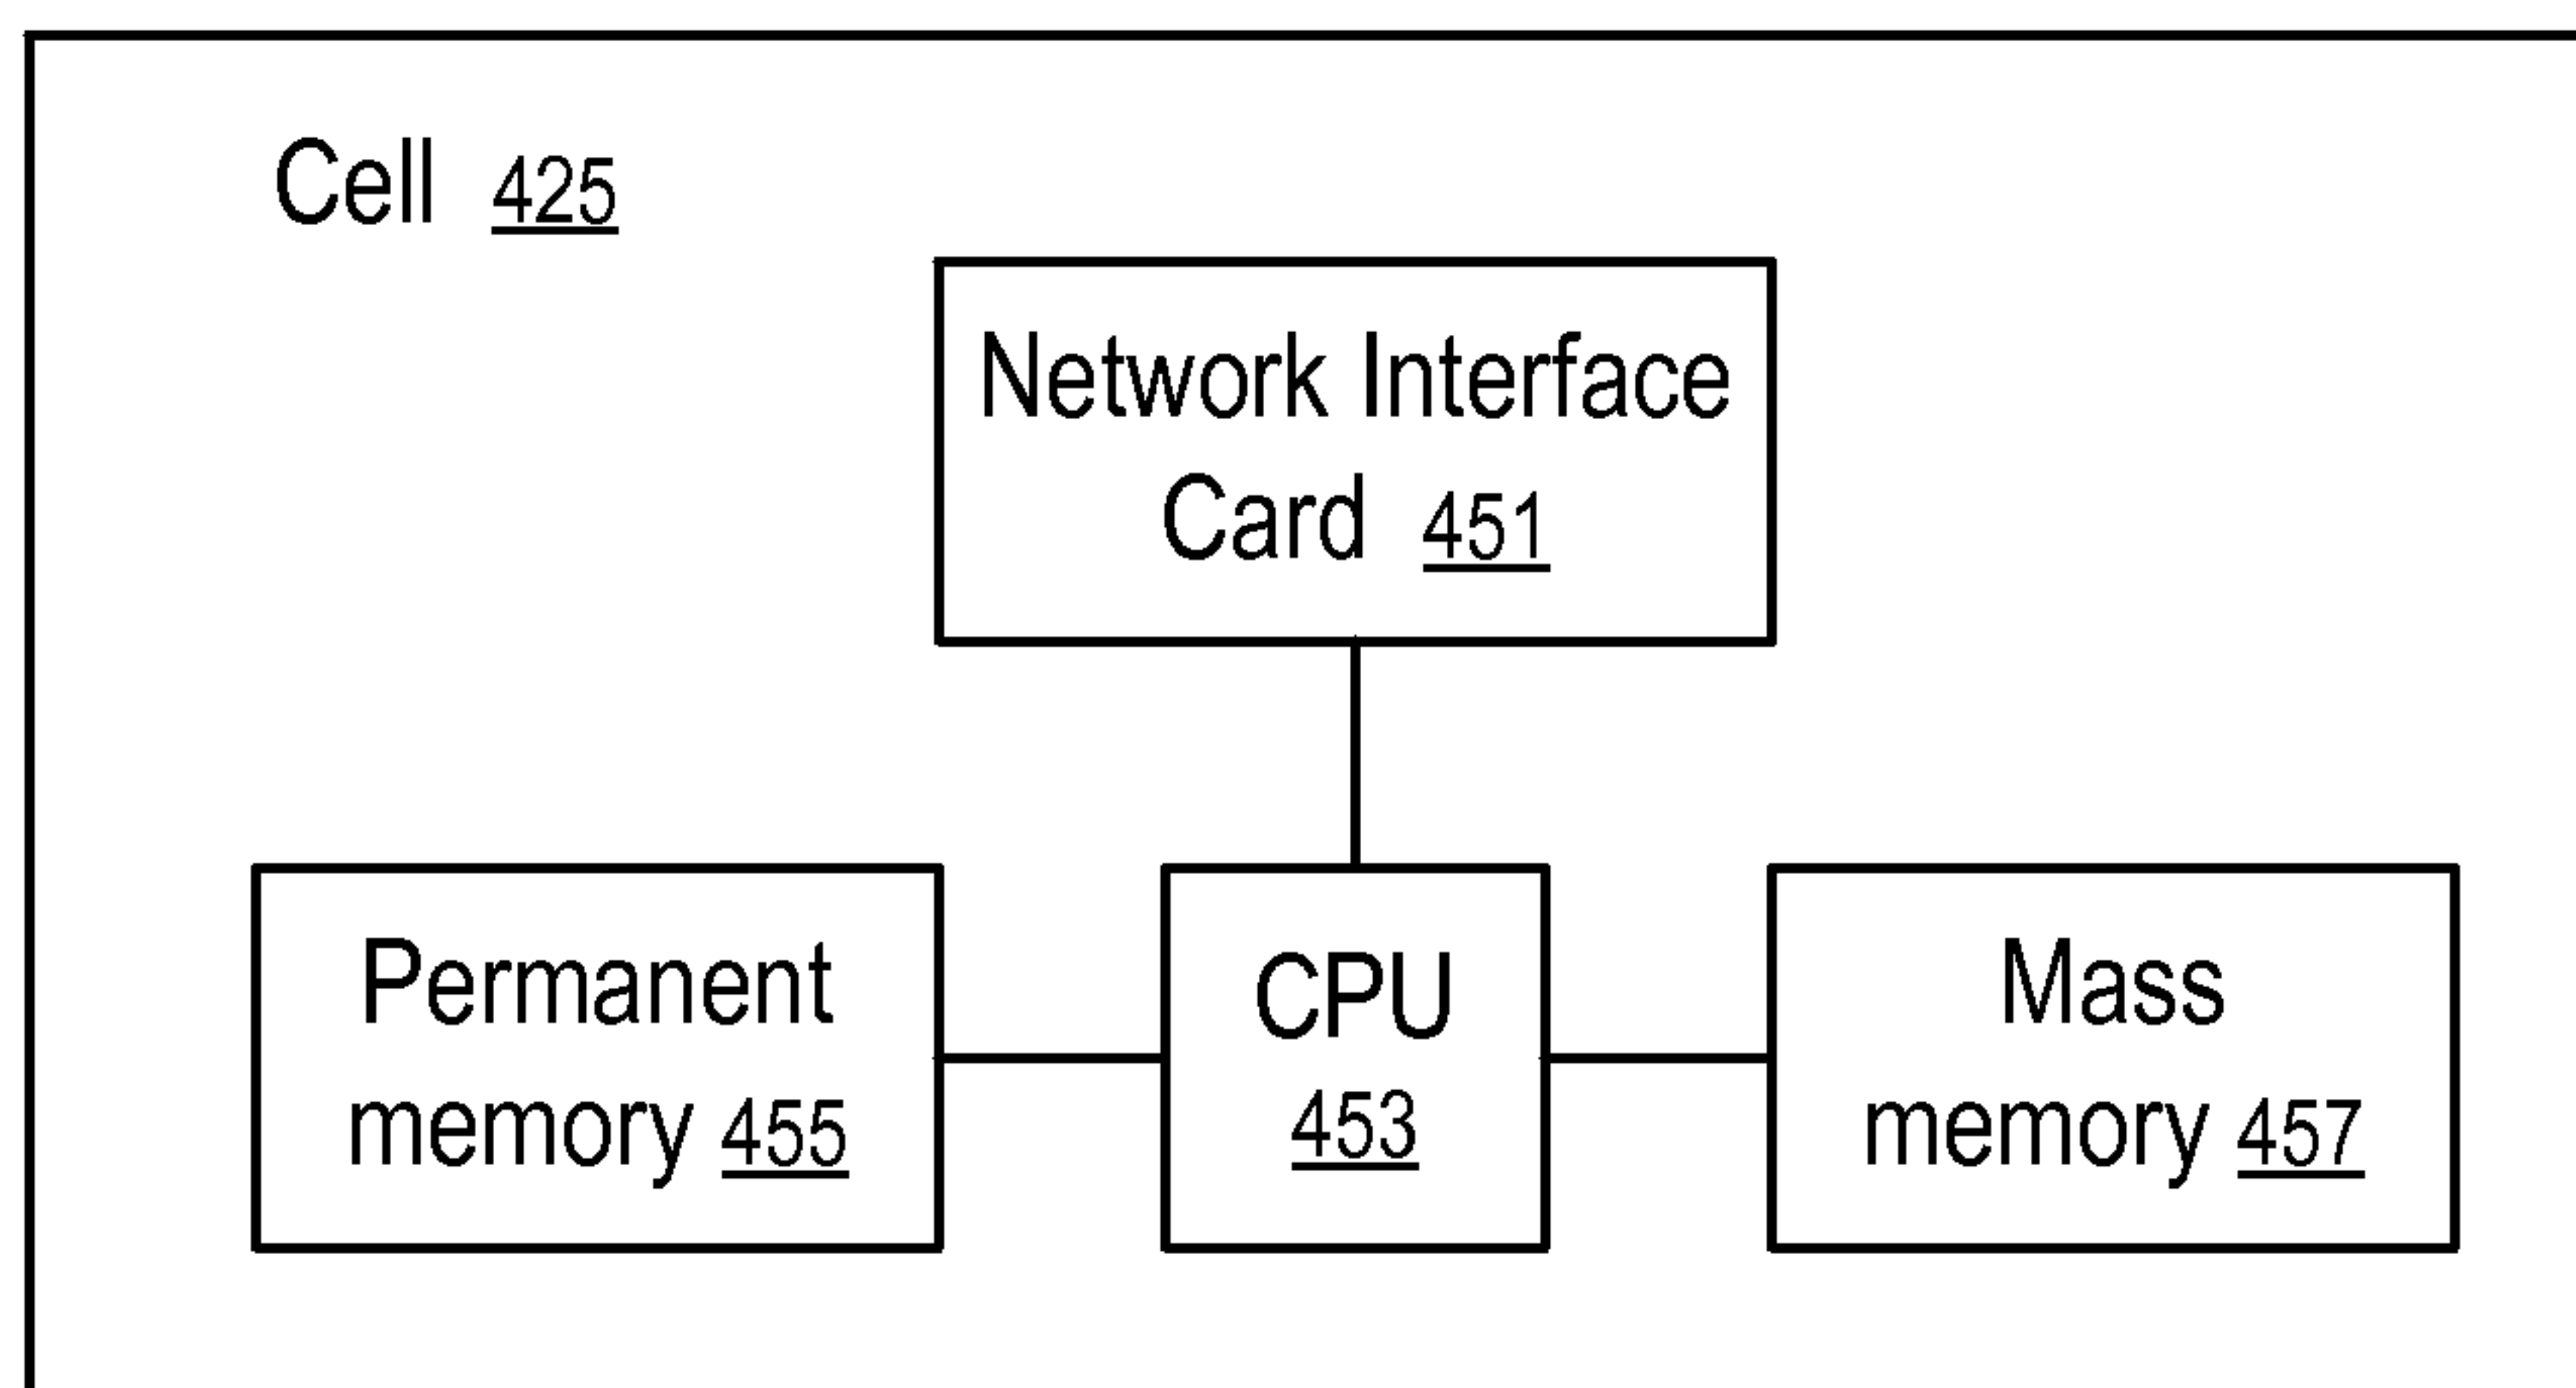 Cell 425
Network Interface
Card 451
Permanent
memory 455
CPU
453
Mass
memory 457